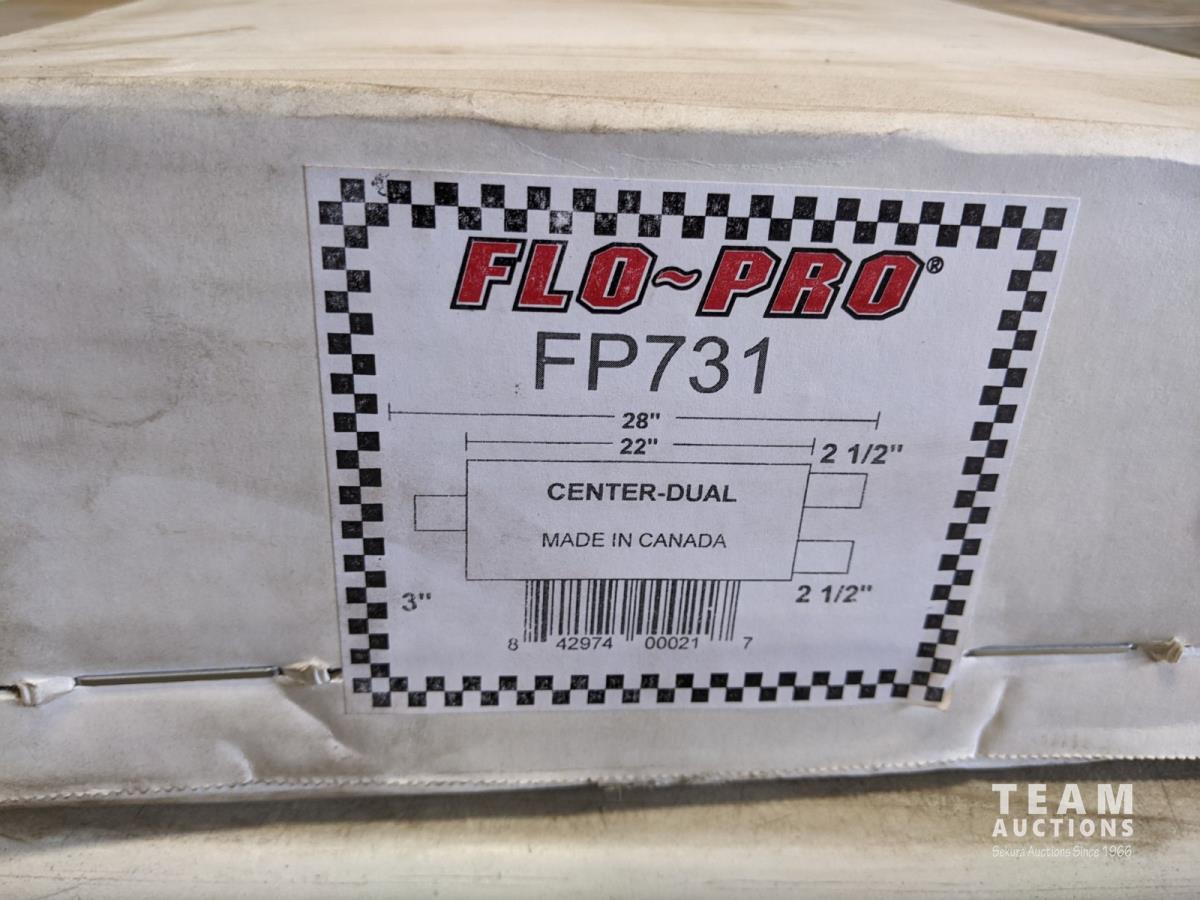 FLO~PRO®
FP731
28"
22"
2 1/2"
CENTER-DUAL
MADE IN CANADA
3"
2 1/2"
8 42974 00021 7
TEAM
AUCTIONS
Sekura Auctions Since 1966